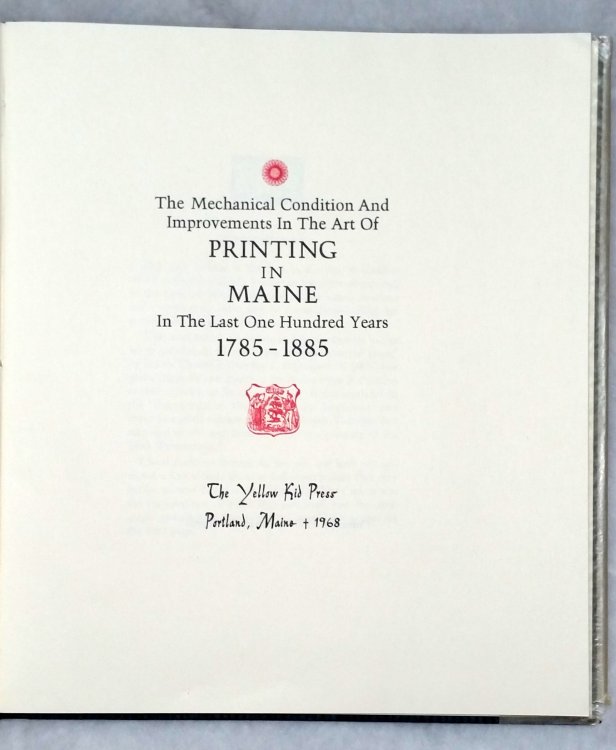 The Mechanical Condition And
Improvements In The Art Of
PRINTING
IN
MAINE
In The Last One Hundred Years
1785 - 1885
The Yellow Kid Press
Portland, Maine † 1968